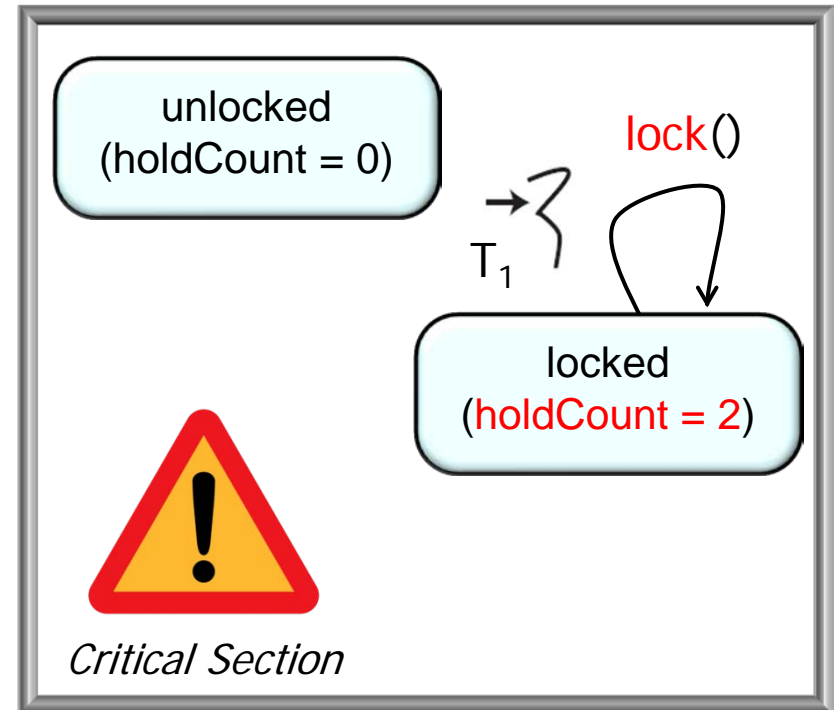 unlocked
(holdCount = 0)
lock()
T₁
locked
(holdCount = 2)
Critical Section